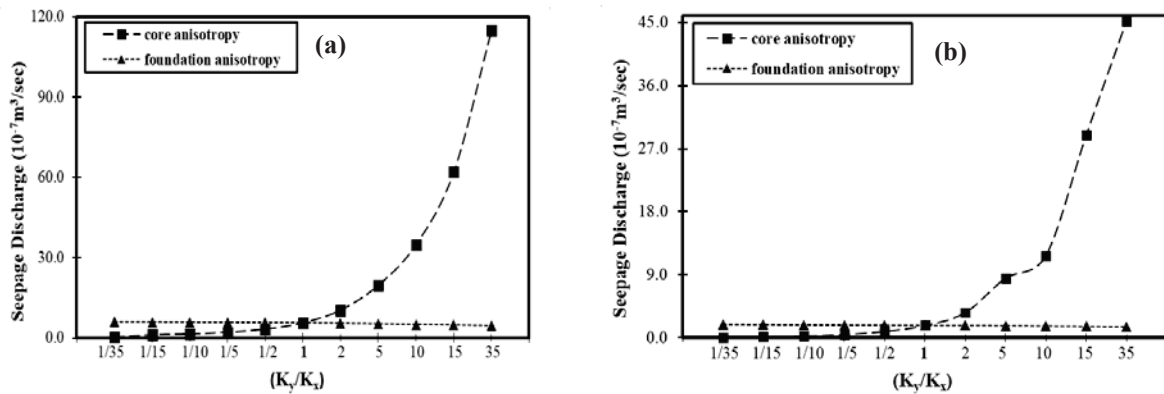 120.0
90.0
60.0
30.0
0.0
Seepage Discharge (10⁻⁷m³/sec)
core anisotropy
foundation anisotropy
(a)
1/35 1/15 1/10 1/5 1/2 1 2 5 10 15 35
(Ky/Kx)
45.0
36.0
27.0
18.0
9.0
0.0
Seepage Discharge (10⁻⁷m³/sec)
core anisotropy
foundation anisotropy
(b)
1/35 1/15 1/10 1/5 1/2 1 2 5 10 15 35
(Ky/Kx)